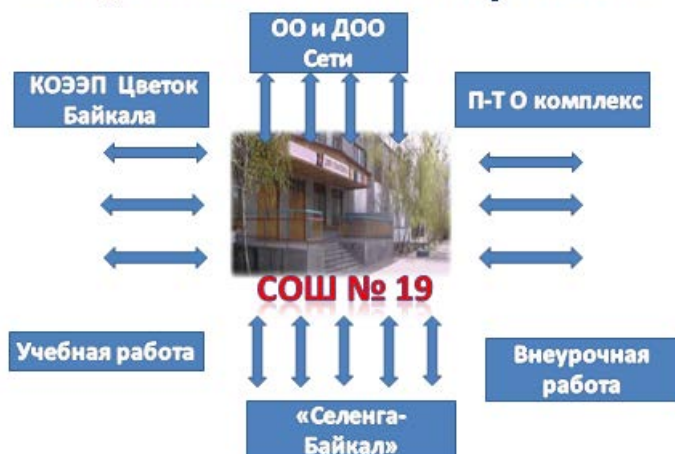 ОО и ДОО
Сети
КОЭЭП Цветок
Байкала
П-Т О комплекс
СОШ № 19
Учебная работа
Внеурочная
работа
«Селенга-
Байкал»